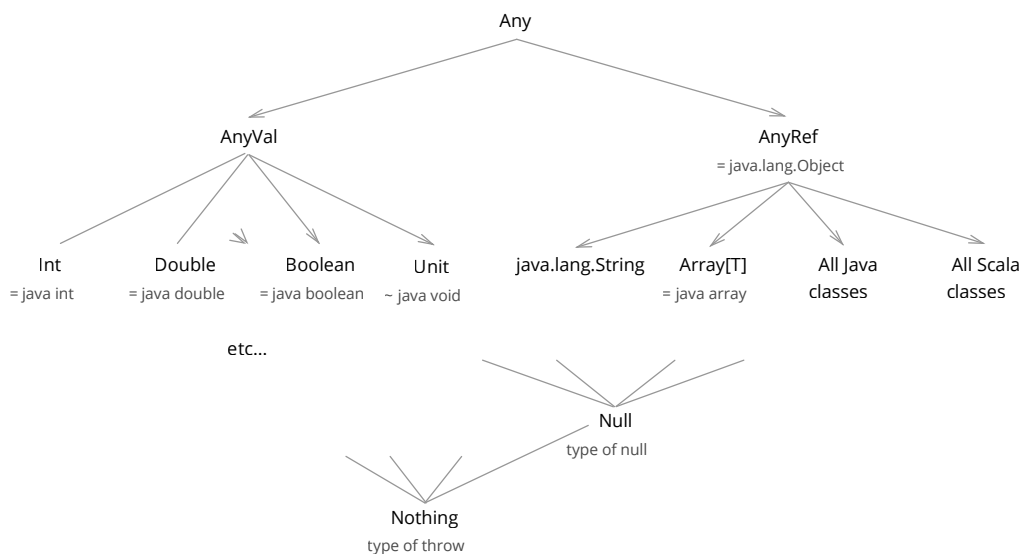 Any
AnyVal
AnyRef
= java.lang.Object
Int
Double
Boolean
Unit
java.lang.String
Array[T]
All Java
classes
All Scala
classes
= java int
= java double
= java boolean
~ java void
= java array
etc...
Null
type of null
Nothing
type of throw